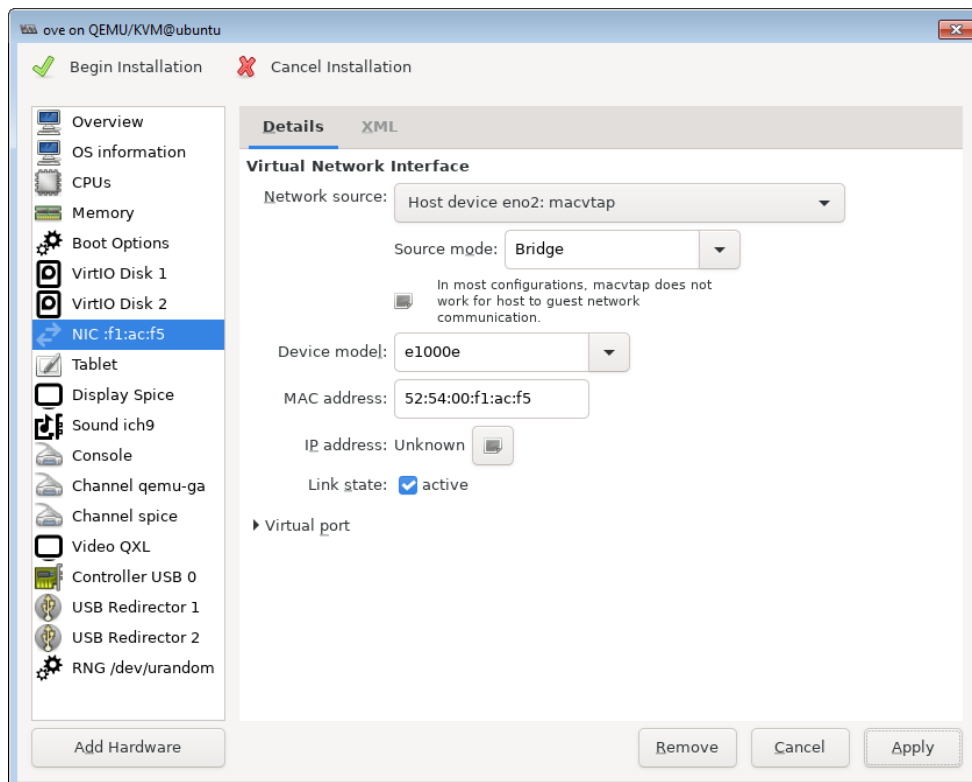 ove on QEMU/KVM@ubuntu
Begin Installation
Cancel Installation
Overview
OS information
CPUs
Memory
Boot Options
VirtIO Disk 1
VirtIO Disk 2
NIC :f1:ac:f5
Tablet
Display Spice
Sound ich9
Console
Channel qemu-ga
Channel spice
Video QXL
Controller USB 0
USB Redirector 1
USB Redirector 2
RNG /dev/urandom
Add Hardware
Details XML
Virtual Network Interface
Network source: Host device eno2: macvtap
Source mode: Bridge
In most configurations, macvtap does not
work for host to guest network
communication.
Device model: e1000e
MAC address: 52:54:00:f1:ac:f5
IP address: Unknown
Link state: active
Virtual port
Remove Cancel Apply